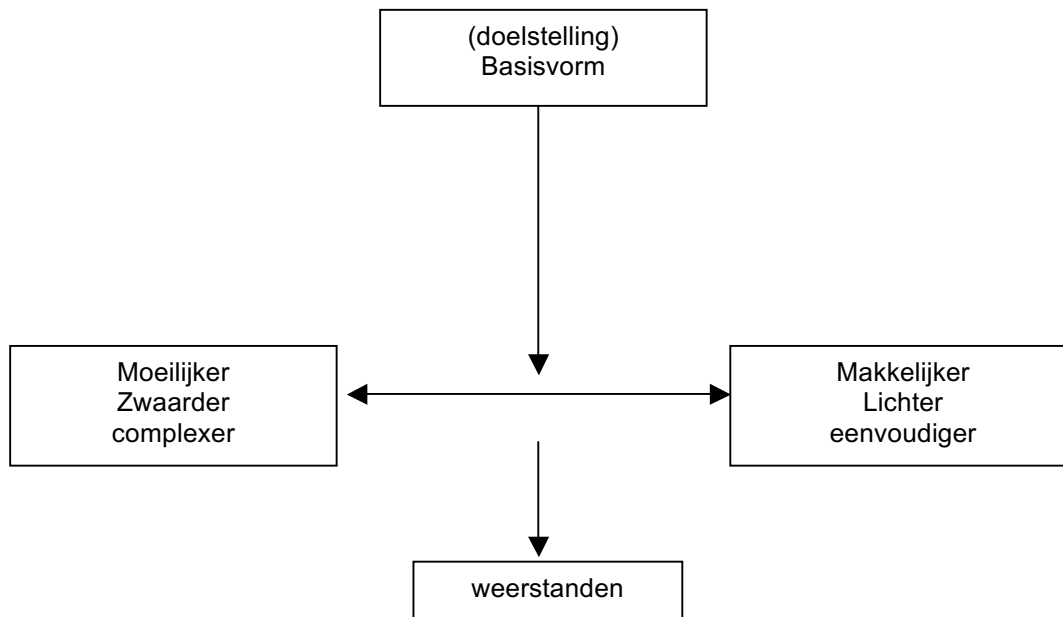 (doelstelling)
Basisvorm
Moeilijker
Zwaarder
complexer
Makkelijker
Lichter
eenvoudiger
weerstanden